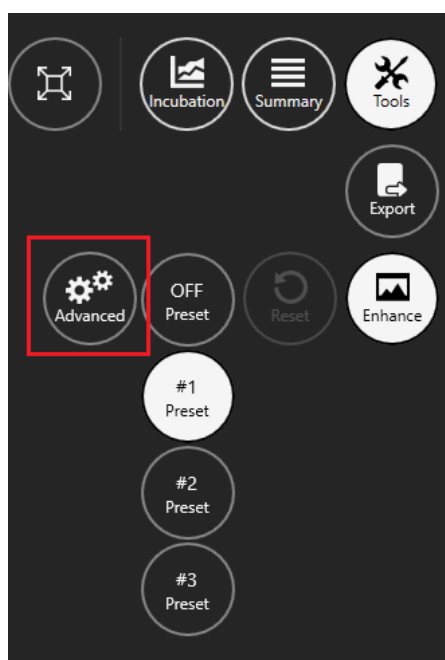 Incubation
Summary
Tools
Export
Advanced
OFF
Preset
Reset
Enhance
#1
Preset
#2
Preset
#3
Preset